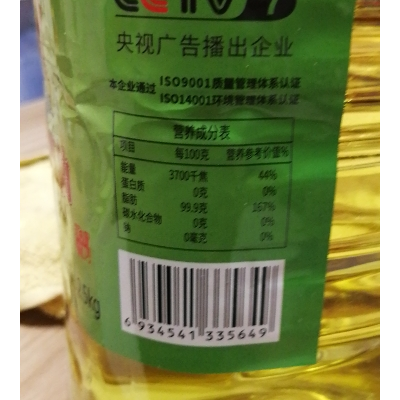 CCTV 7
央视广告播出企业
本企业通过 ISO9001质量管理体系认证
ISO14001环境管理体系认证
营养成分表
项目 每100克 营养参考价值%
能量 3700千焦 44%
蛋白质 0克 0%
脂肪 99.9克 167%
碳水化合物 0克 0%
钠 0毫克 0%
2.5kg
6 934541 335649